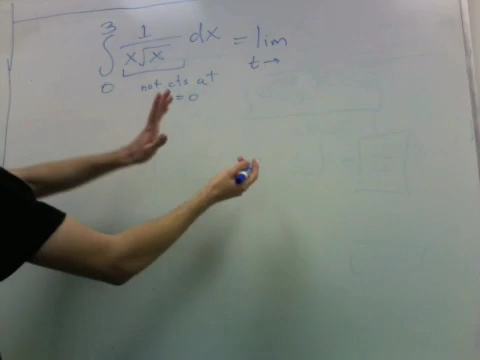 ∫₀³ 1/(x√x) dx = lim t→
not cts at
= 0